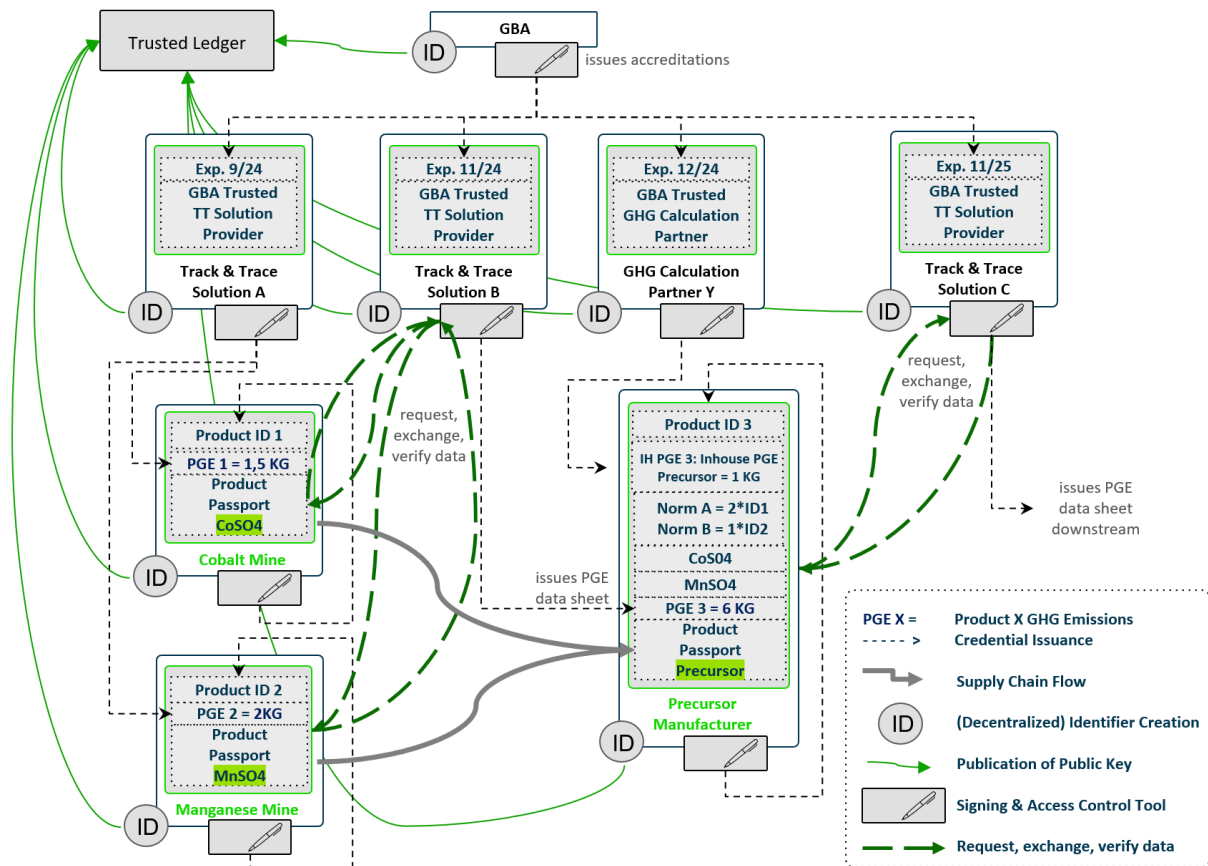 Trusted Ledger
GBA
ID
issues accreditations
Exp. 9/24
GBA Trusted
TT Solution
Provider
Track & Trace
Solution A
ID
Exp. 11/24
GBA Trusted
TT Solution
Provider
Track & Trace
Solution B
ID
Exp. 12/24
GBA Trusted
GHG Calculation
Partner
GHG Calculation
Partner Y
ID
Exp. 11/25
GBA Trusted
TT Solution
Provider
Track & Trace
Solution C
ID
request,
exchange,
verify data
request,
exchange,
verify data
Product ID 1
PGE 1 = 1,5 KG
Product
Passport
CoSO4
Cobalt Mine
ID
Product ID 2
PGE 2 = 2KG
Product
Passport
MnSO4
Manganese Mine
ID
issues PGE
data sheet
Product ID 3
IH PGE 3: Inhouse PGE
Precursor = 1 KG
Norm A = 2*ID1
Norm B = 1*ID2
CoS04
MnSO4
PGE 3 = 6 KG
Product
Passport
Precursor
Precursor
Manufacturer
ID
issues PGE
data sheet
downstream
PGE X = Product X GHG Emissions
-----> Credential Issuance
Supply Chain Flow
ID (Decentralized) Identifier Creation
Publication of Public Key
Signing & Access Control Tool
Request, exchange, verify data